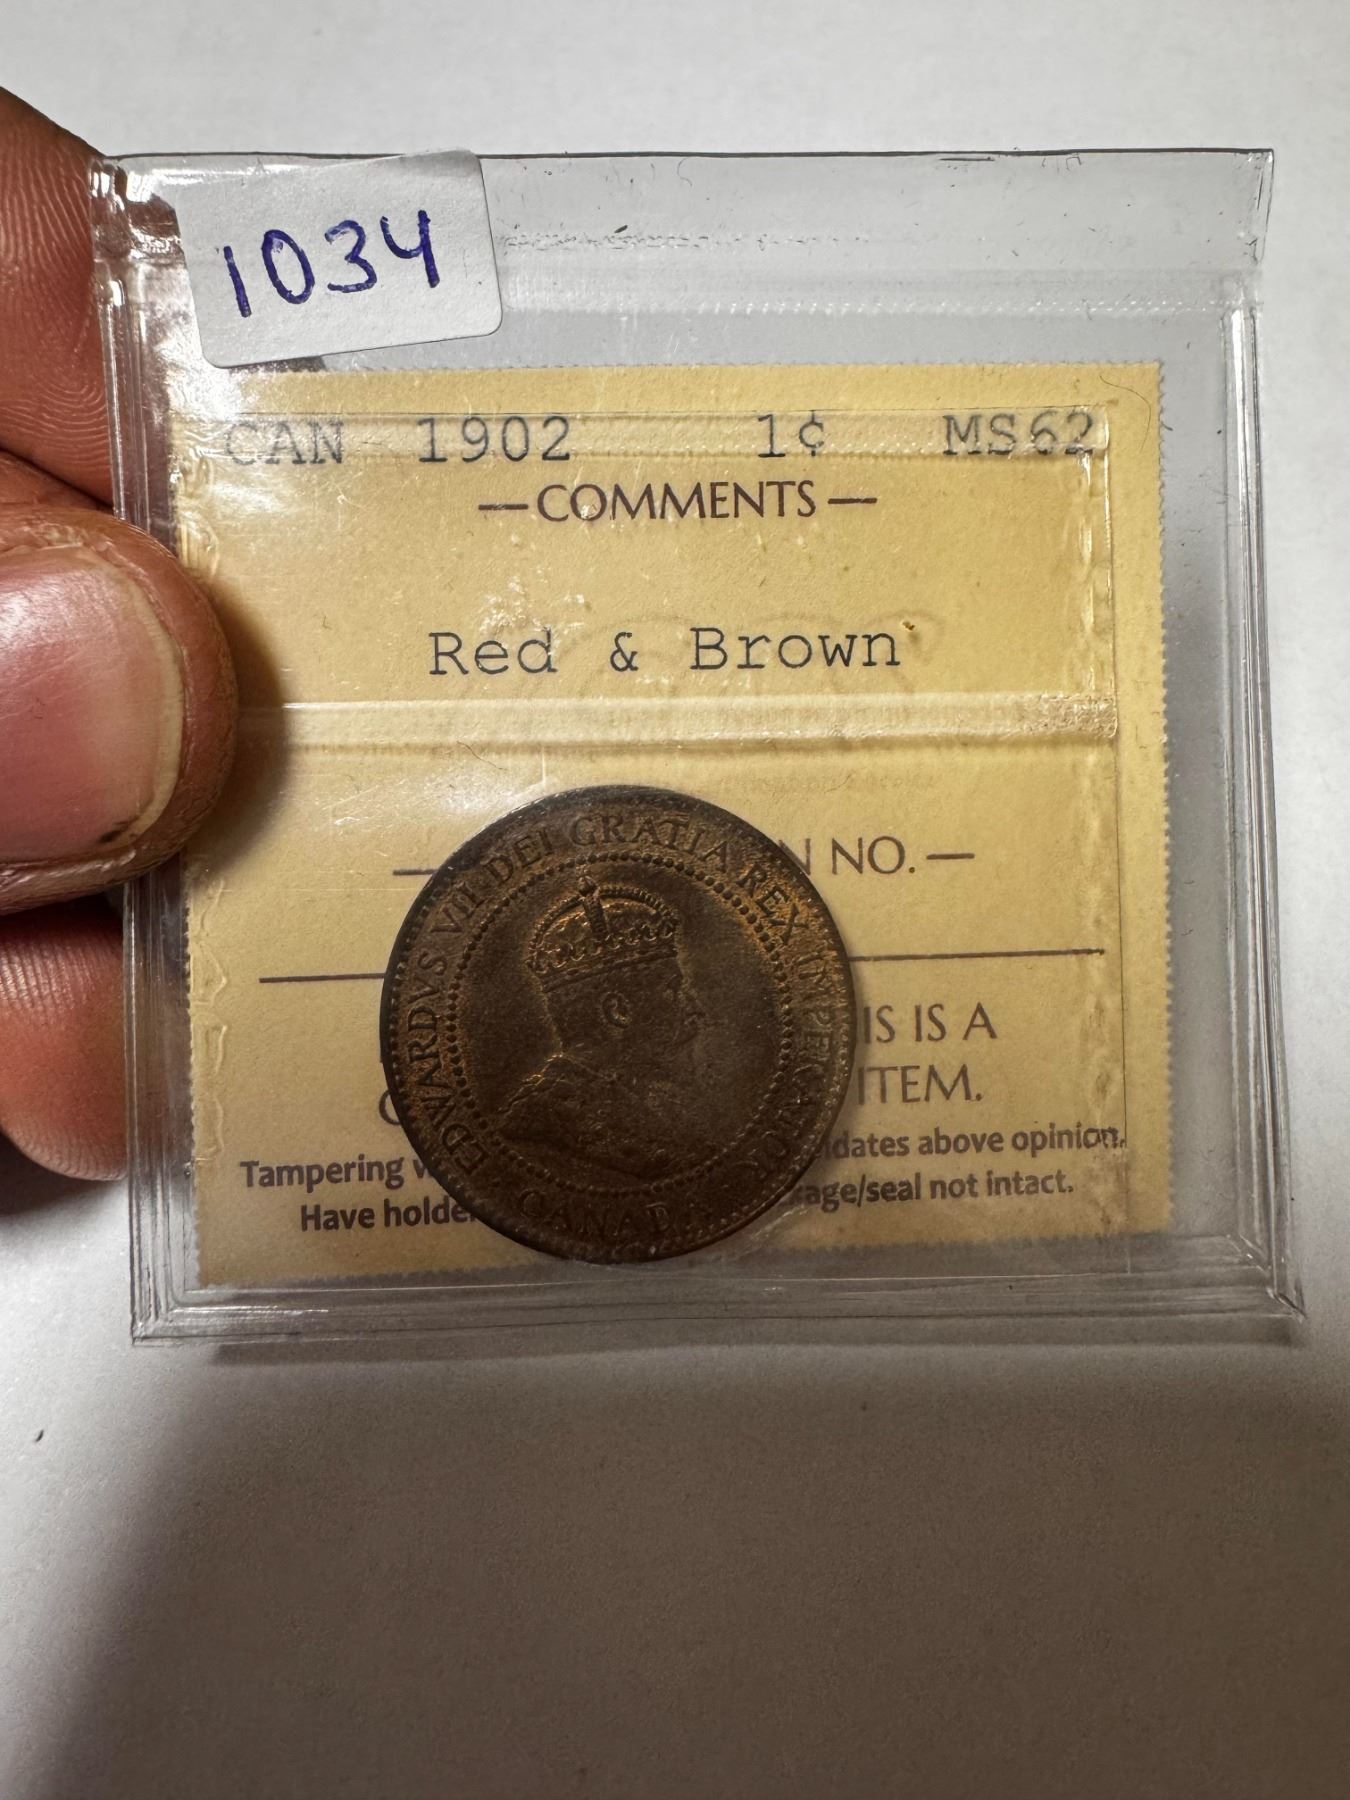 1034
CAN 1902 1¢ MS62
— COMMENTS —
Red & Brown
N NO. —
IS IS A
ITEM.
Tampering w dates above opinion.
Have holde age/seal not intact.
EDWARDVS VII DEI GRATIA REX IMPERATOR
CANADA